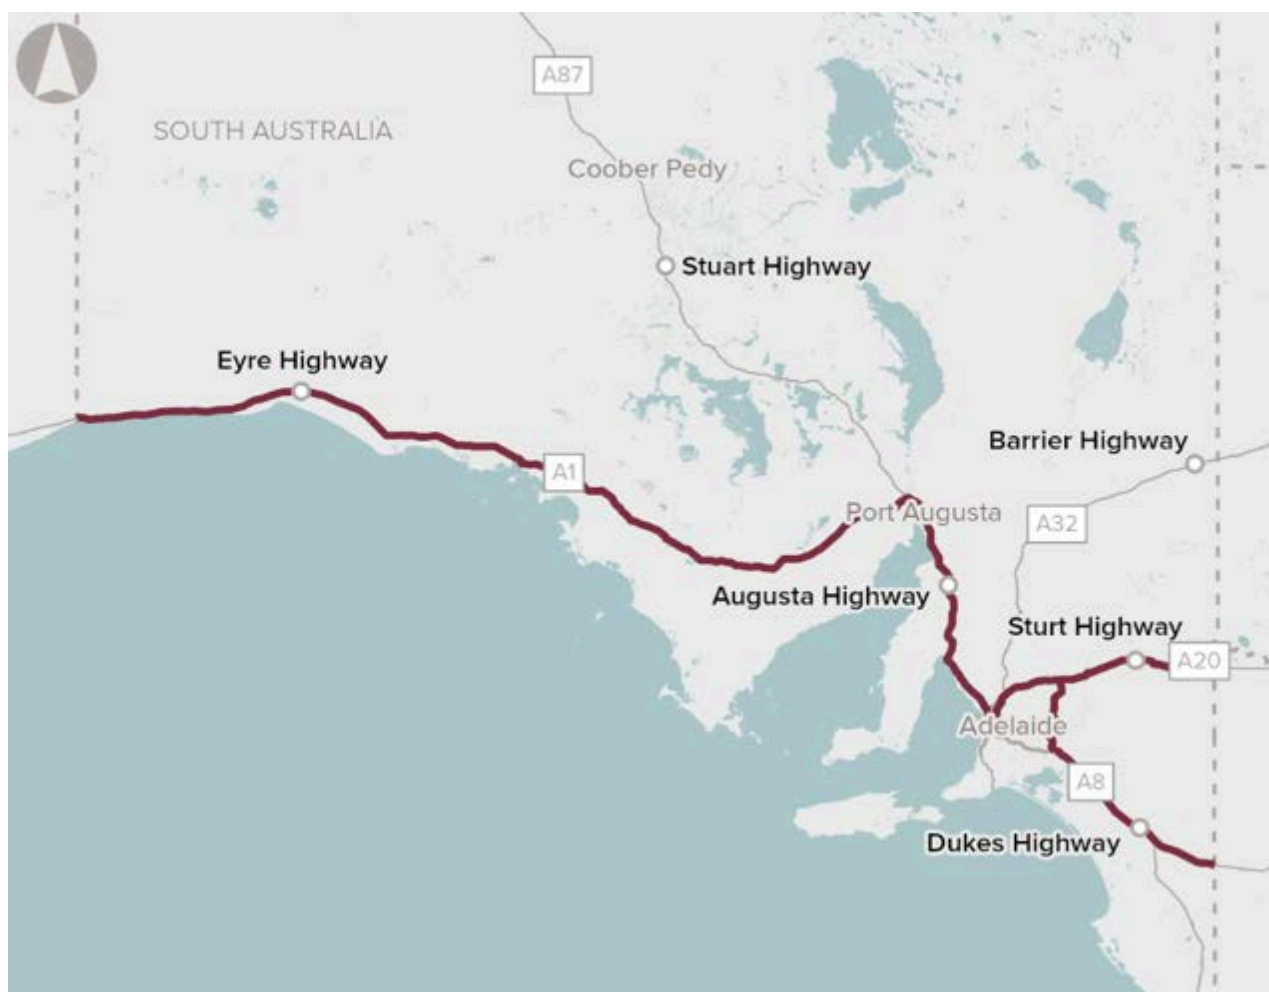 A87
SOUTH AUSTRALIA
Coober Pedy
Stuart Highway
Eyre Highway
Barrier Highway
A1
Port Augusta
A32
Augusta Highway
Sturt Highway
A20
Adelaide
A8
Dukes Highway